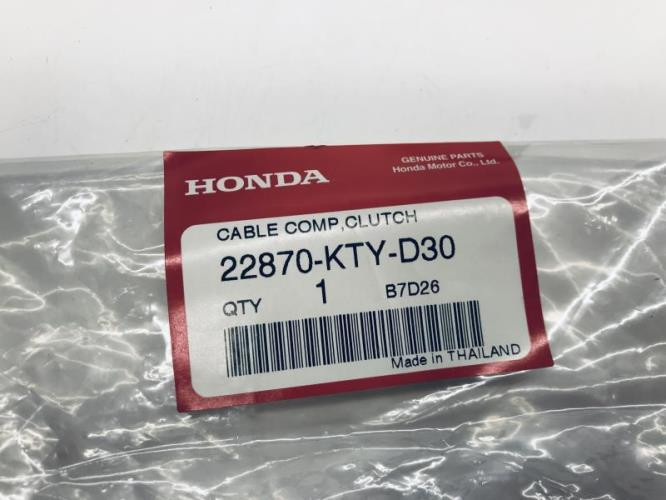 HONDA
GENUINE PARTS
Honda Motor Co., Ltd.
CABLE COMP,CLUTCH
22870-KTY-D30
QTY 1 B7D26
Made in THAILAND